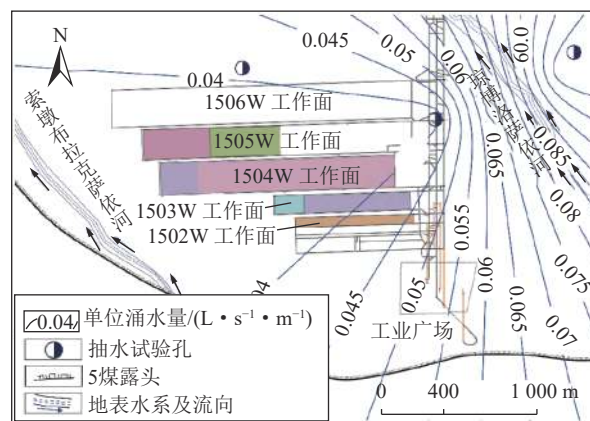 N
索墩布拉克萨依河
琼博洛萨依河
0.045
0.05
0.06
0.09
0.04
0.085
0.065
0.08
1506W 工作面
1505W 工作面
1504W 工作面
1503W 工作面
1502W 工作面
0.055
0.06
0.075
0.065
0.07
0.045
0.05
工业广场
0.04 单位涌水量/(L·s⁻¹·m⁻¹)
抽水试验孔
5煤露头
地表水系及流向
0 400 1 000 m